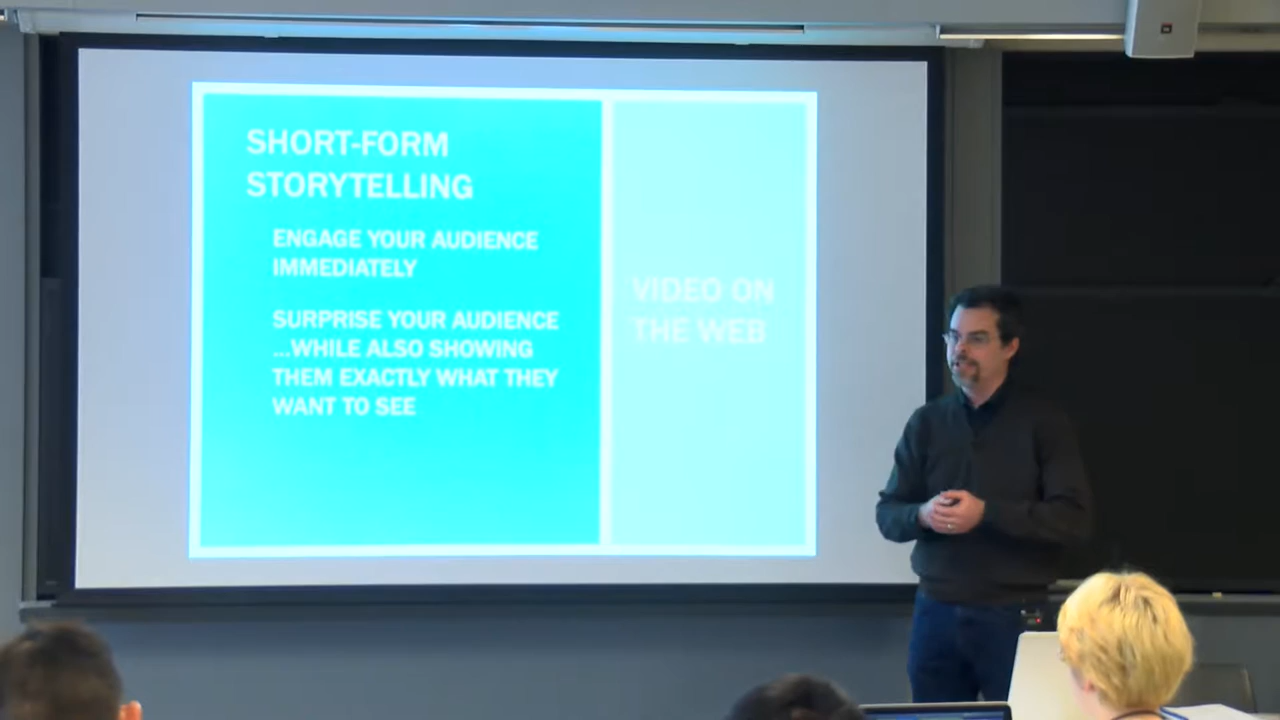 SHORT-FORM
STORYTELLING
ENGAGE YOUR AUDIENCE
IMMEDIATELY
SURPRISE YOUR AUDIENCE
...WHILE ALSO SHOWING
THEM EXACTLY WHAT THEY
WANT TO SEE
VIDEO ON
THE WEB